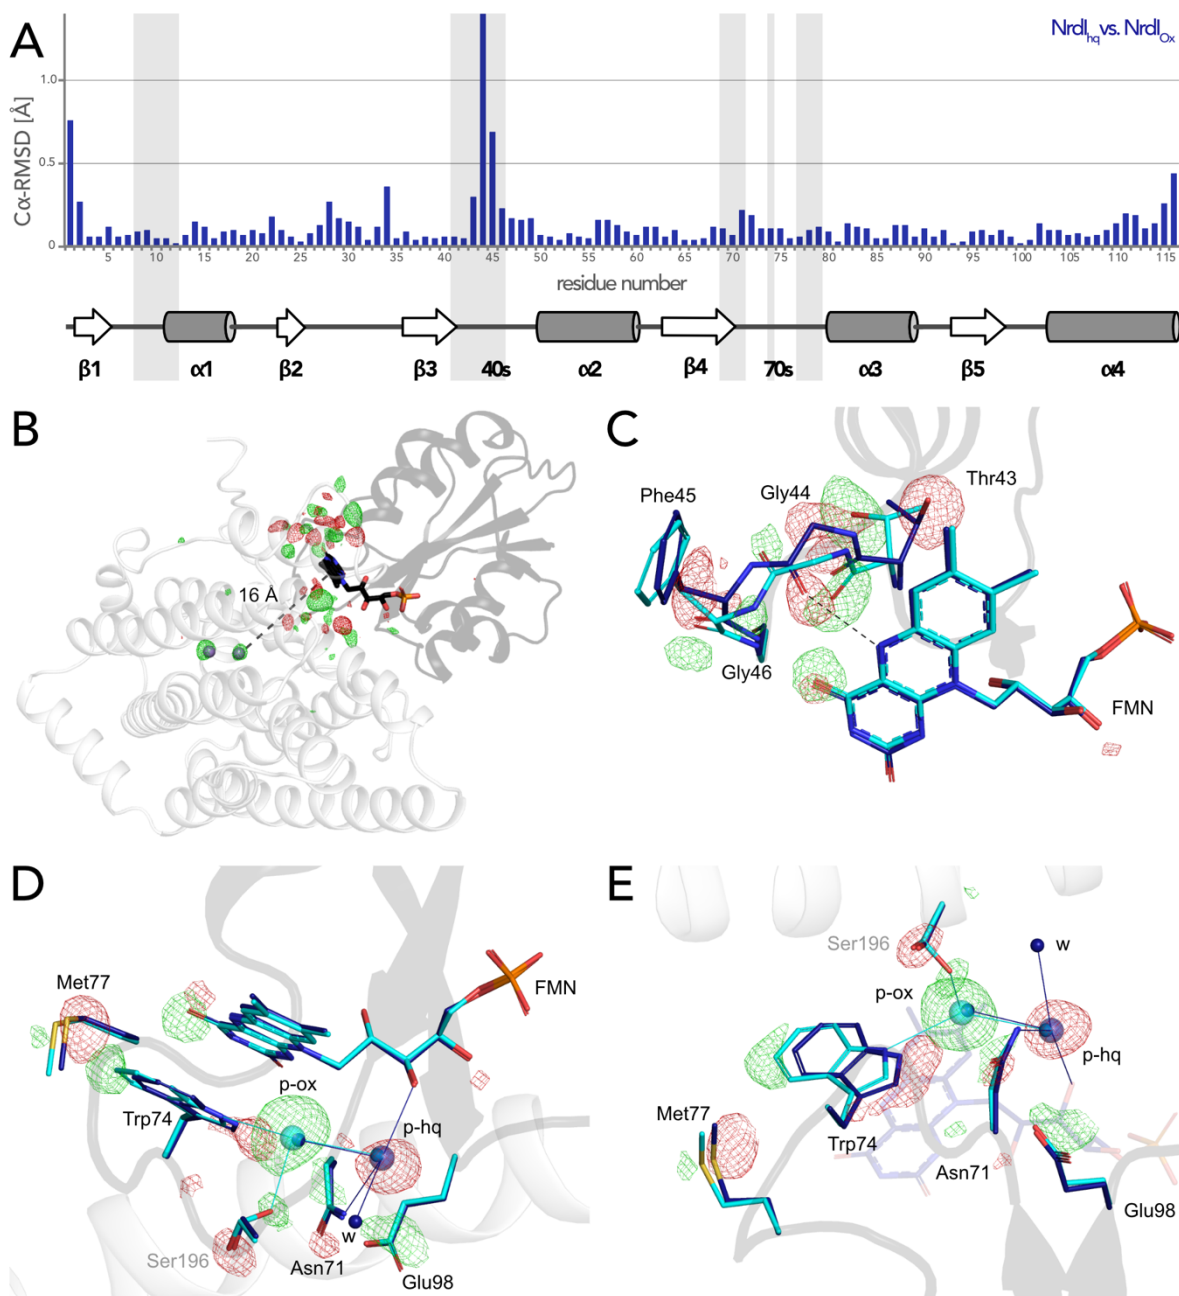 A
NrdI_hq vs. NrdI_Ox
Cα-RMSD [Å]
1.0
0.5
0
5 10 15 20 25 30 35 40 45 50 55 60 65 70 75 80 85 90 95 100 105 110 115
residue number
β1 α1 β2 β3 40s α2 β4 70s α3 β5 α4
B
16 Å
C
Phe45
Gly44
Thr43
Gly46
FMN
D
Met77
FMN
p-ox
Trp74
p-hq
w
Ser196
Asn71
Glu98
E
Ser196
w
p-ox
p-hq
Met77
Trp74
Asn71
Glu98